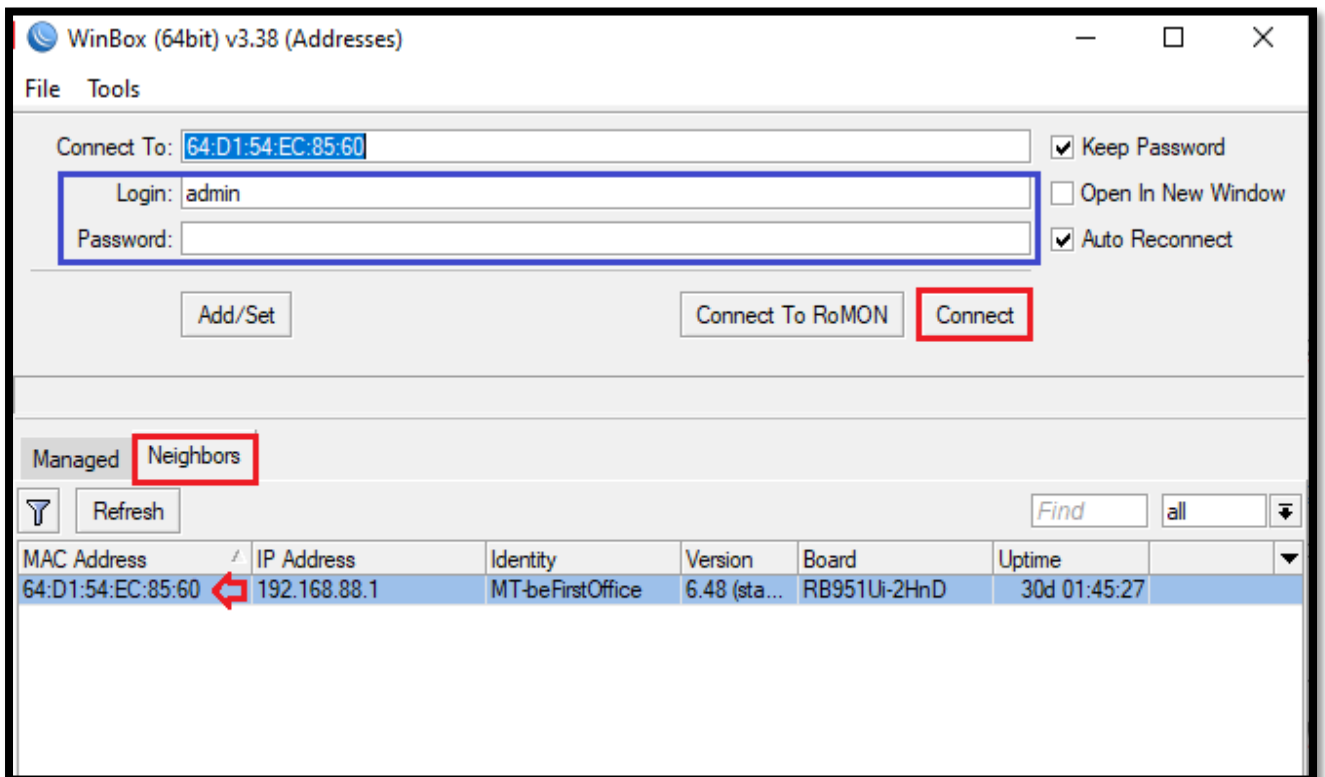 WinBox (64bit) v3.38 (Addresses)
File Tools
Connect To: 64:D1:54:EC:85:60
Keep Password
Login: admin
Open In New Window
Password:
Auto Reconnect
Add/Set Connect To RoMON Connect
Managed Neighbors
Refresh Find all
MAC Address IP Address Identity Version Board Uptime
64:D1:54:EC:85:60 192.168.88.1 MT-beFirstOffice 6.48 (sta... RB951Ui-2HnD 30d 01:45:27